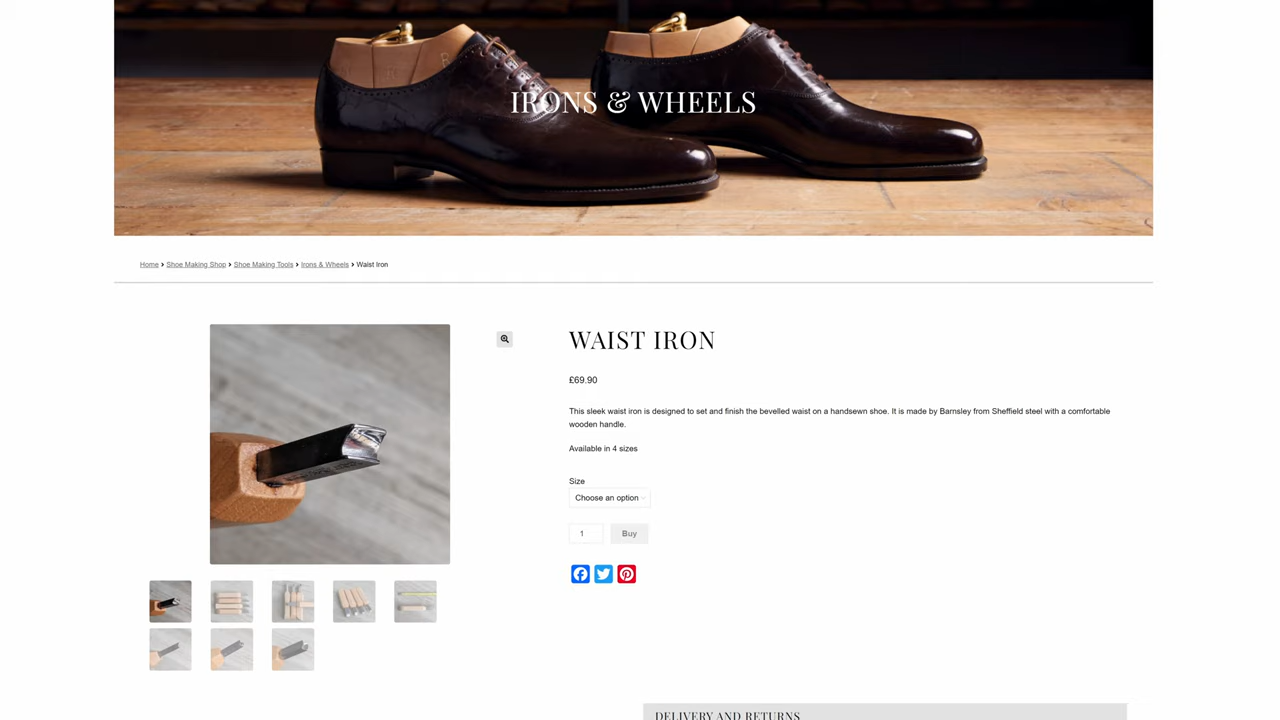 IRONS & WHEELS
Home › Shoe Making Shop › Shoe Making Tools › Irons & Wheels › Waist Iron
WAIST IRON
£69.90
This sleek waist iron is designed to set and finish the bevelled waist on a handsewn shoe. It is made by Barnsley from Sheffield steel with a comfortable
wooden handle.
Available in 4 sizes
Size
Choose an option
1
Buy
DELIVERY AND RETURNS